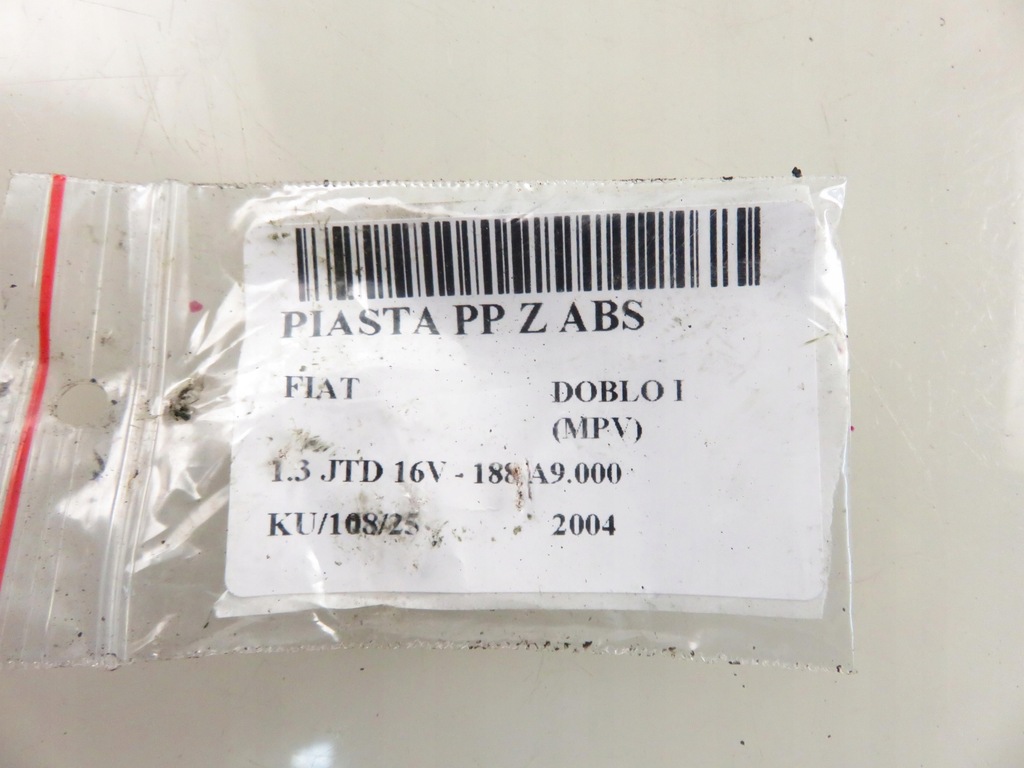 PIASTA PP Z ABS
FIAT DOBLO I
(MPV)
1.3 JTD 16V - 188 A9.000
KU/108/25 2004